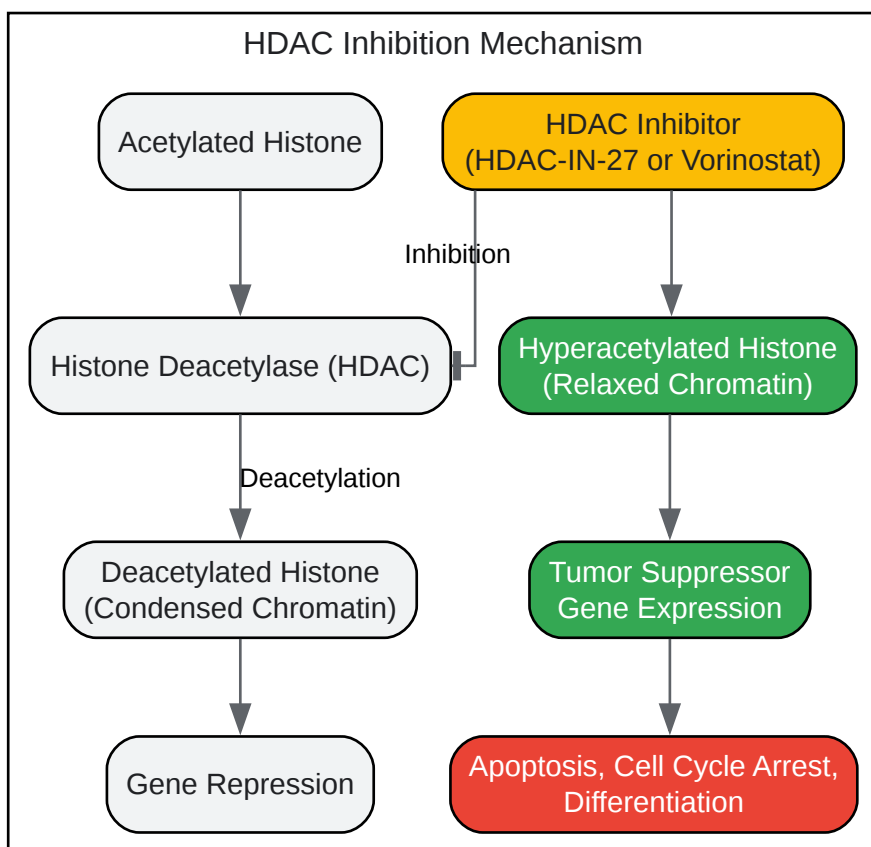 HDAC Inhibition Mechanism
Acetylated Histone
HDAC Inhibitor
(HDAC-IN-27 or Vorinostat)
Inhibition
Histone Deacetylase (HDAC)
Hyperacetylated Histone
(Relaxed Chromatin)
Deacetylation
Deacetylated Histone
(Condensed Chromatin)
Tumor Suppressor
Gene Expression
Gene Repression
Apoptosis, Cell Cycle Arrest,
Differentiation